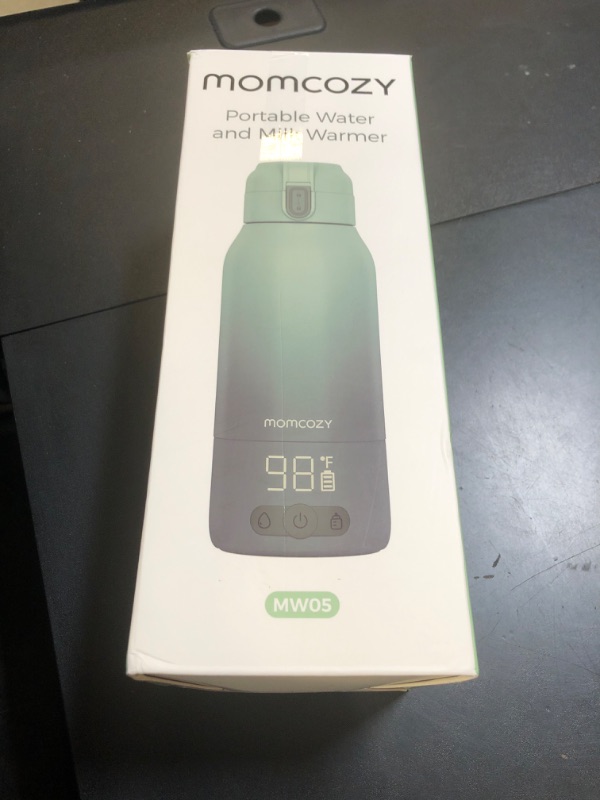 momcozy
Portable Water
and Milk Warmer
momcozy
98°F
MW05